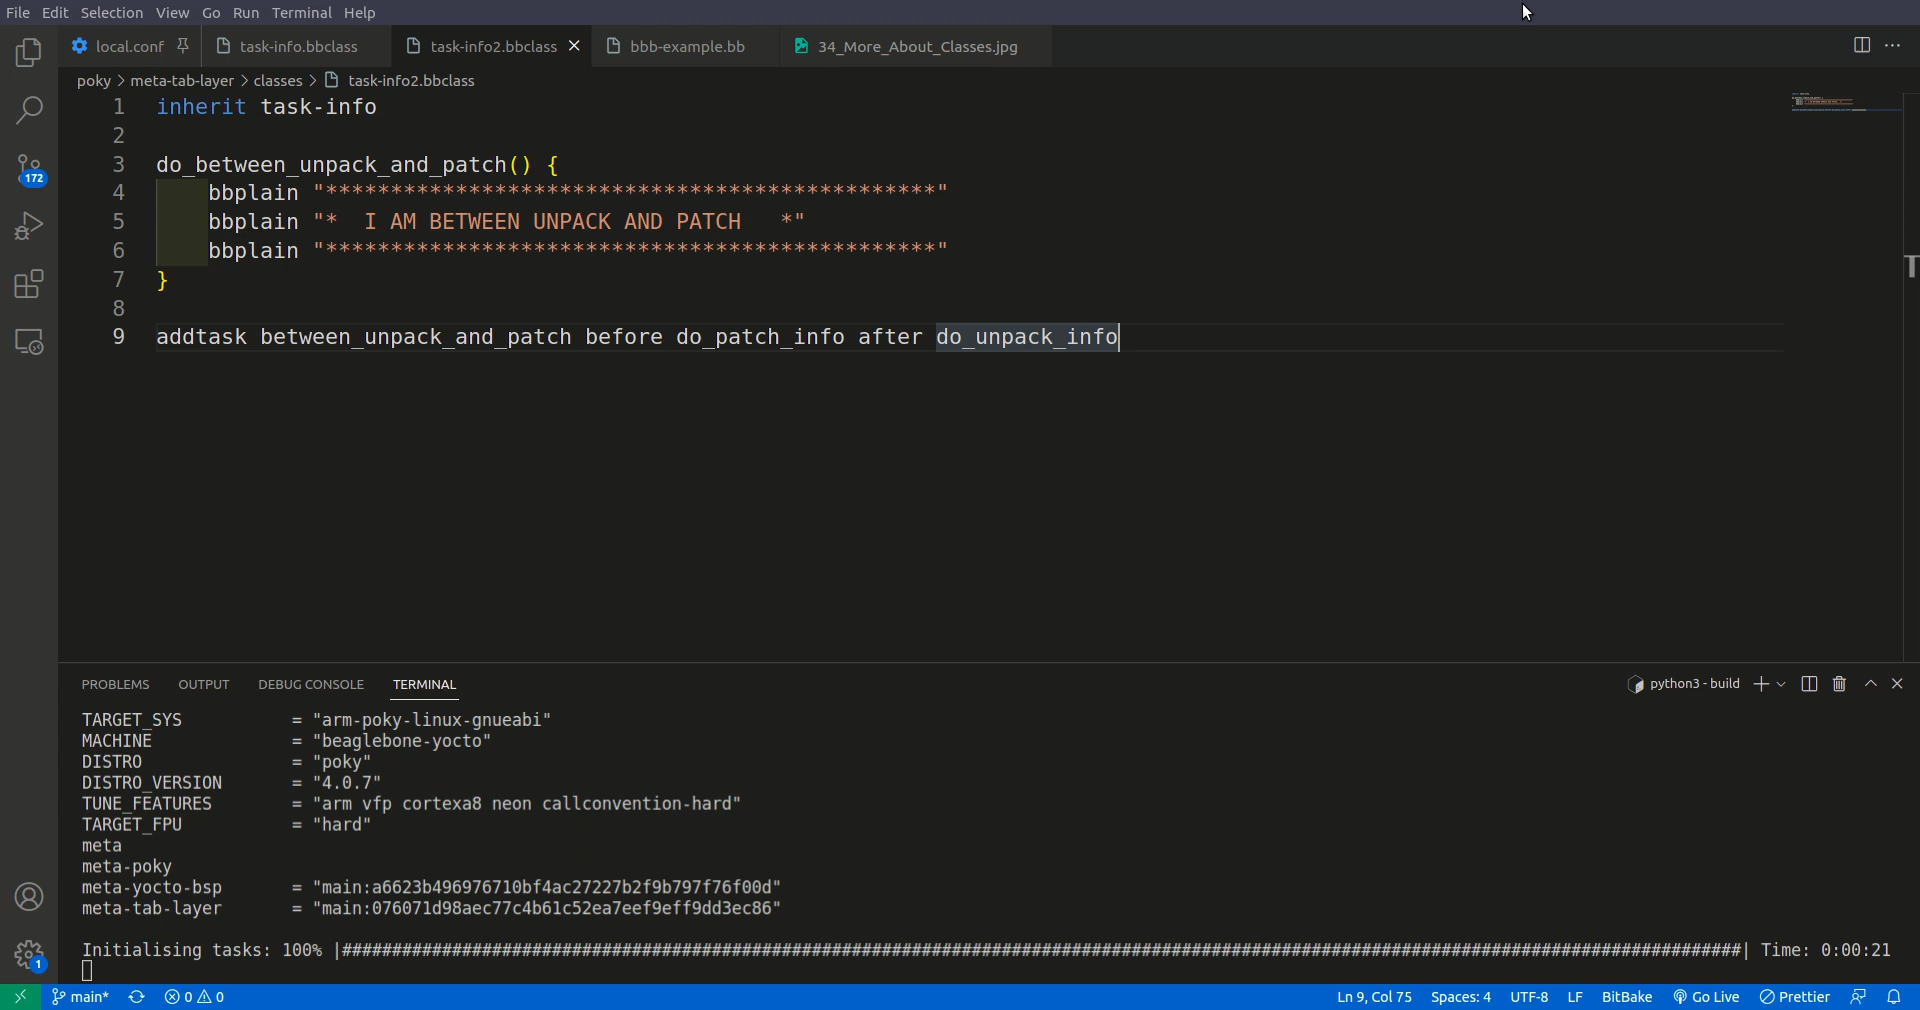 File Edit Selection View Go Run Terminal Help
local.conf task-info.bbclass task-info2.bbclass bbb-example.bb 34_More_About_Classes.jpg
poky > meta-tab-layer > classes > task-info2.bbclass
1 inherit task-info
2
3 do_between_unpack_and_patch() {
4 bbplain "***********************************************"
5 bbplain "*  I AM BETWEEN UNPACK AND PATCH   *"
6 bbplain "***********************************************"
7 }
8
9 addtask between_unpack_and_patch before do_patch_info after do_unpack_info
172
T
PROBLEMS OUTPUT DEBUG CONSOLE TERMINAL python3 - build
TARGET_SYS = "arm-poky-linux-gnueabi"
MACHINE = "beaglebone-yocto"
DISTRO = "poky"
DISTRO_VERSION = "4.0.7"
TUNE_FEATURES = "arm vfp cortexa8 neon callconvention-hard"
TARGET_FPU = "hard"
meta
meta-poky
meta-yocto-bsp = "main:a6623b496976710bf4ac27227b2f9b797f76f00d"
meta-tab-layer = "main:076071d98aec77c4b61c52ea7eef9eff9dd3ec86"
Initialising tasks: 100% |############################################################################################################################################| Time: 0:00:21
1
main* 0 0 Ln 9, Col 75 Spaces: 4 UTF-8 LF BitBake Go Live Prettier